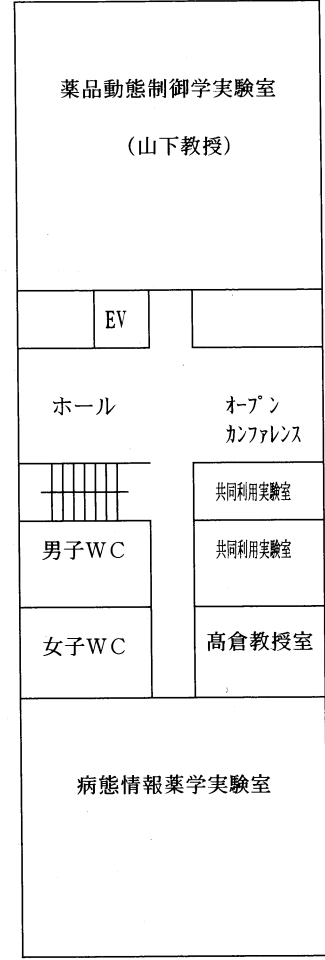 薬品動態制御学実験室
（山下教授）
EV
ホール
オープン
カンファレンス
共同利用実験室
男子ＷＣ
共同利用実験室
女子ＷＣ
髙倉教授室
病態情報薬学実験室